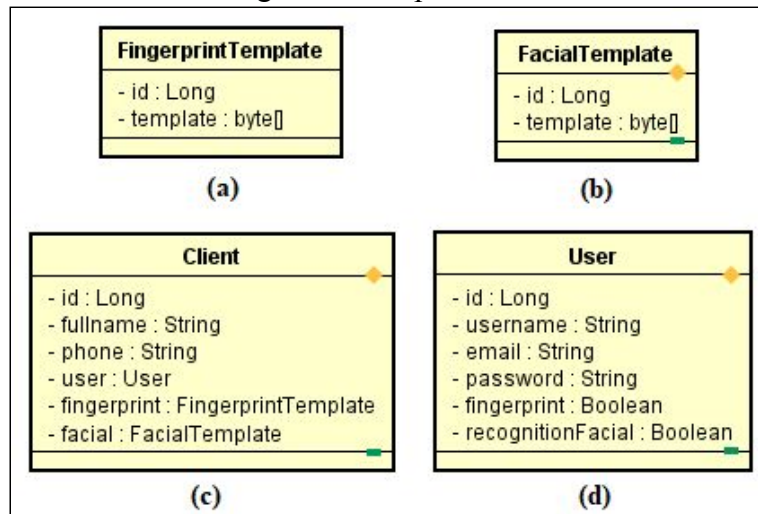 FingerprintTemplate
- id : Long
- template : byte[]
(a)
FacialTemplate
- id : Long
- template : byte[]
(b)
Client
- id : Long
- fullname : String
- phone : String
- user : User
- fingerprint : FingerprintTemplate
- facial : FacialTemplate
(c)
User
- id : Long
- username : String
- email : String
- password : String
- fingerprint : Boolean
- recognitionFacial : Boolean
(d)